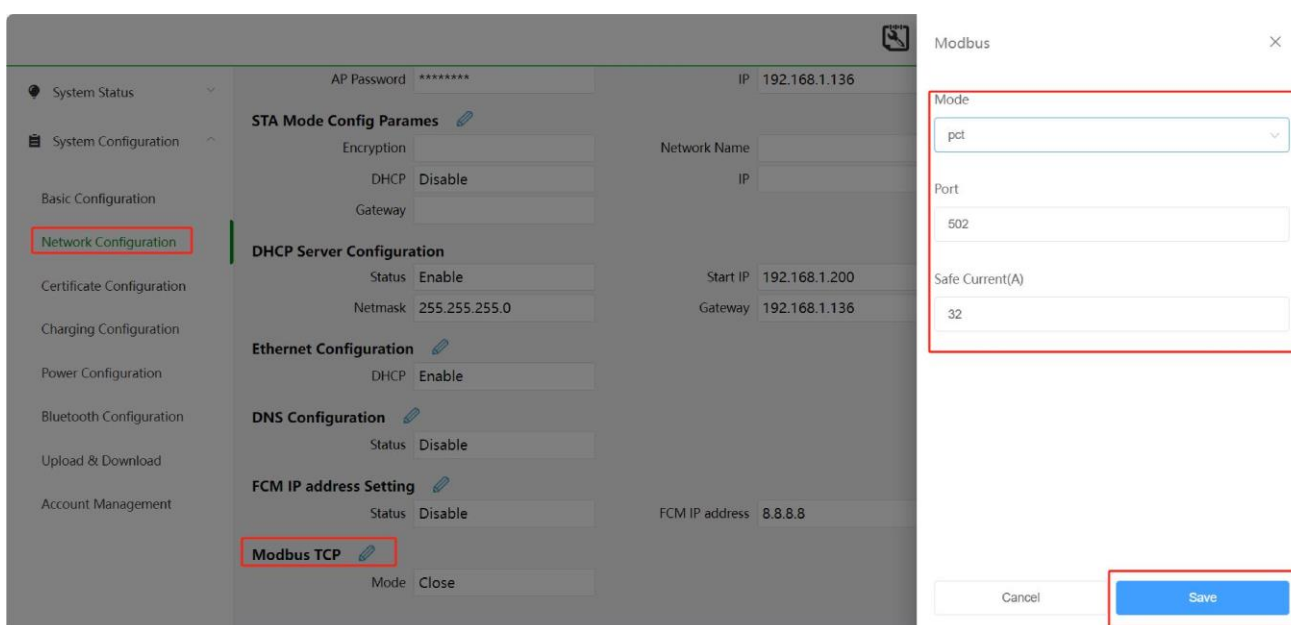 Modbus
System Status
System Configuration
Basic Configuration
Network Configuration
Certificate Configuration
Charging Configuration
Power Configuration
Bluetooth Configuration
Upload & Download
Account Management
AP Password ******** IP 192.168.1.136
STA Mode Config Parames
Encryption Network Name
DHCP Disable IP
Gateway
DHCP Server Configuration
Status Enable Start IP 192.168.1.200
Netmask 255.255.255.0 Gateway 192.168.1.136
Ethernet Configuration
DHCP Enable
DNS Configuration
Status Disable
FCM IP address Setting
Status Disable FCM IP address 8.8.8.8
Modbus TCP
Mode Close
Mode
pct
Port
502
Safe Current(A)
32
Cancel Save